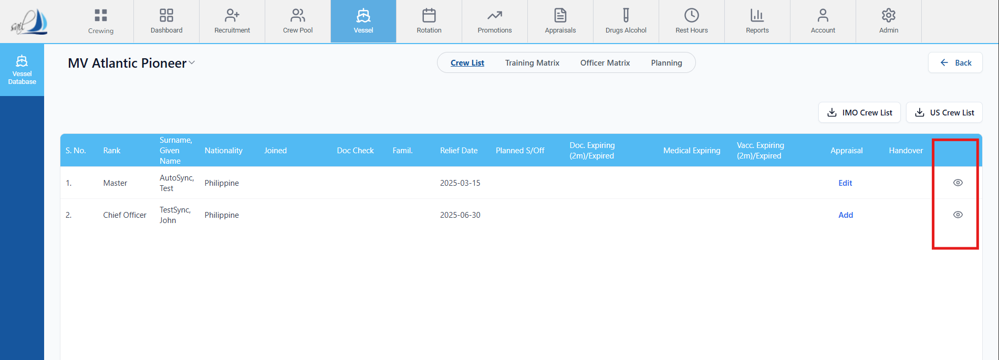 sail
Crewing
Dashboard
Recruitment
Crew Pool
Vessel
Rotation
Promotions
Appraisals
Drugs Alcohol
Rest Hours
Reports
Account
Admin
Vessel
Database
MV Atlantic Pioneer
Crew List
Training Matrix
Officer Matrix
Planning
Back
IMO Crew List
US Crew List
S. No.
Rank
Surname,
Given
Name
Nationality
Joined
Doc Check
Famil.
Relief Date
Planned S/Off
Doc. Expiring
(2m)/Expired
Medical Expiring
Vacc. Expiring
(2m)/Expired
Appraisal
Handover
1.
Master
AutoSync,
Test
Philippine
2025-03-15
Edit
2.
Chief Officer
TestSync,
John
Philippine
2025-06-30
Add